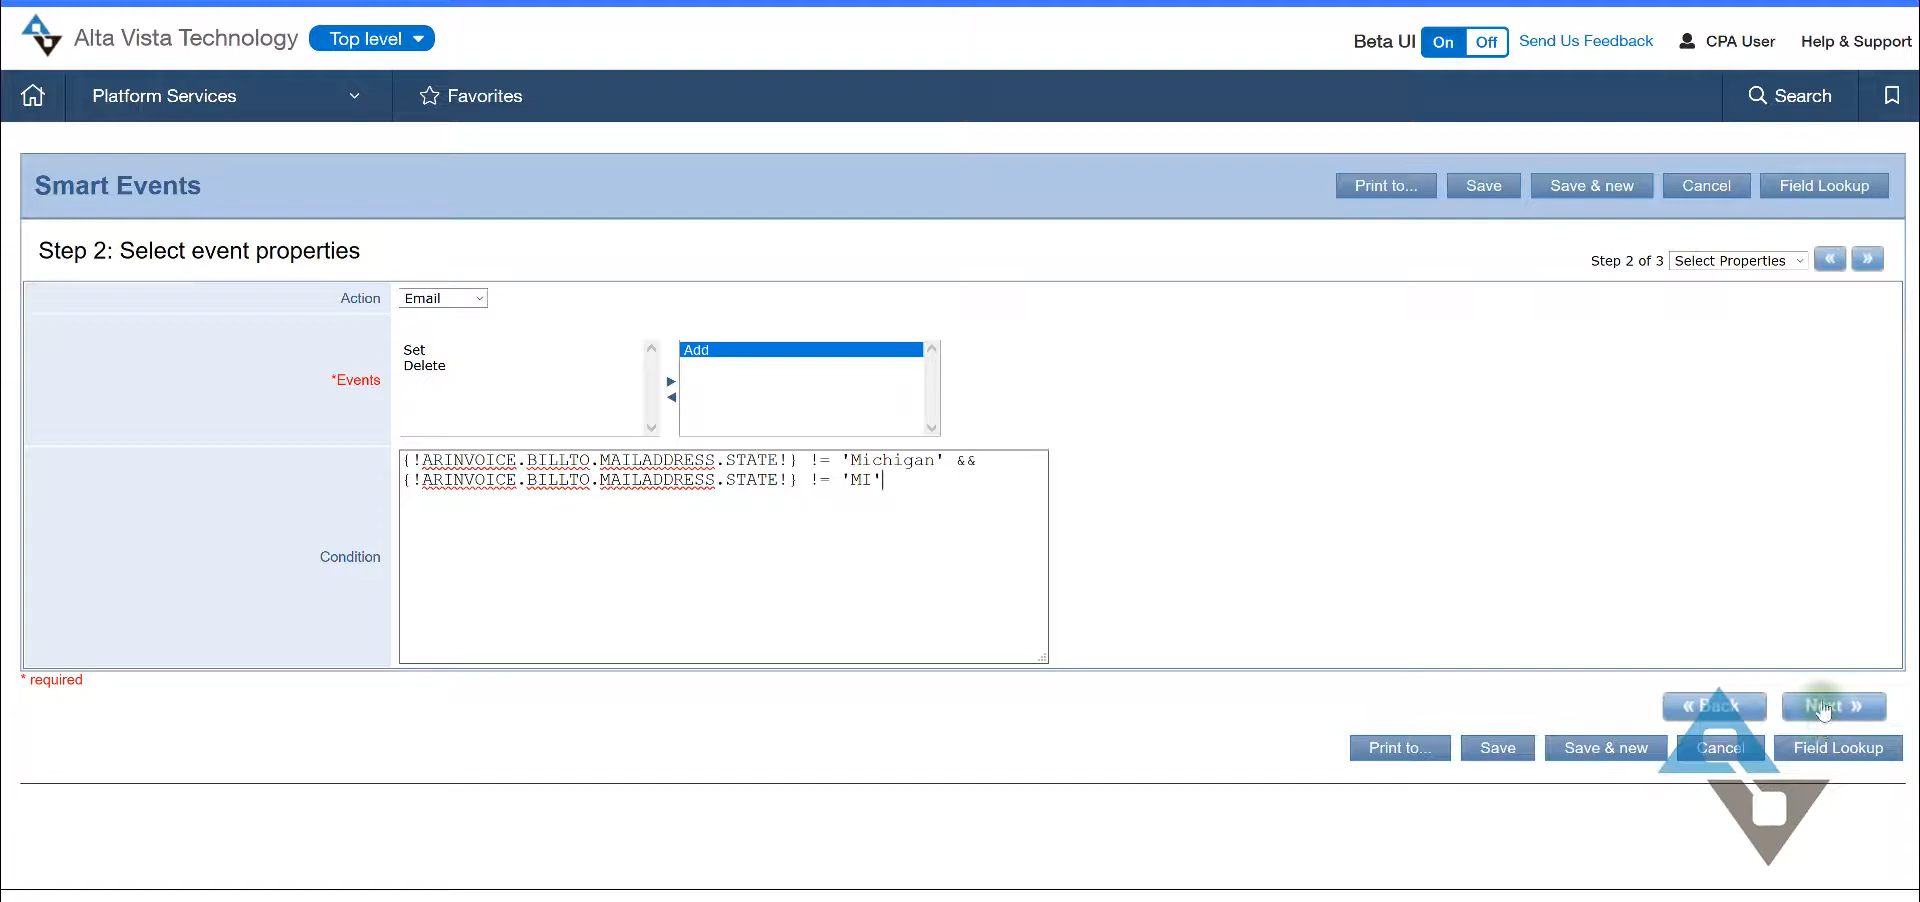 Alta Vista Technology Top level Beta UI On Off Send Us Feedback CPA User Help & Support
Platform Services Favorites Search
Smart Events Print to... Save Save & new Cancel Field Lookup
Step 2: Select event properties
Step 2 of 3 Select Properties « »
Action Email
Set Add
Delete
*Events
{!ARINVOICE.BILLTO.MAILADDRESS.STATE!} != 'Michigan' &&
{!ARINVOICE.BILLTO.MAILADDRESS.STATE!} != 'MI'
Condition
* required
« Back Next »
Print to... Save Save & new Cancel Field Lookup